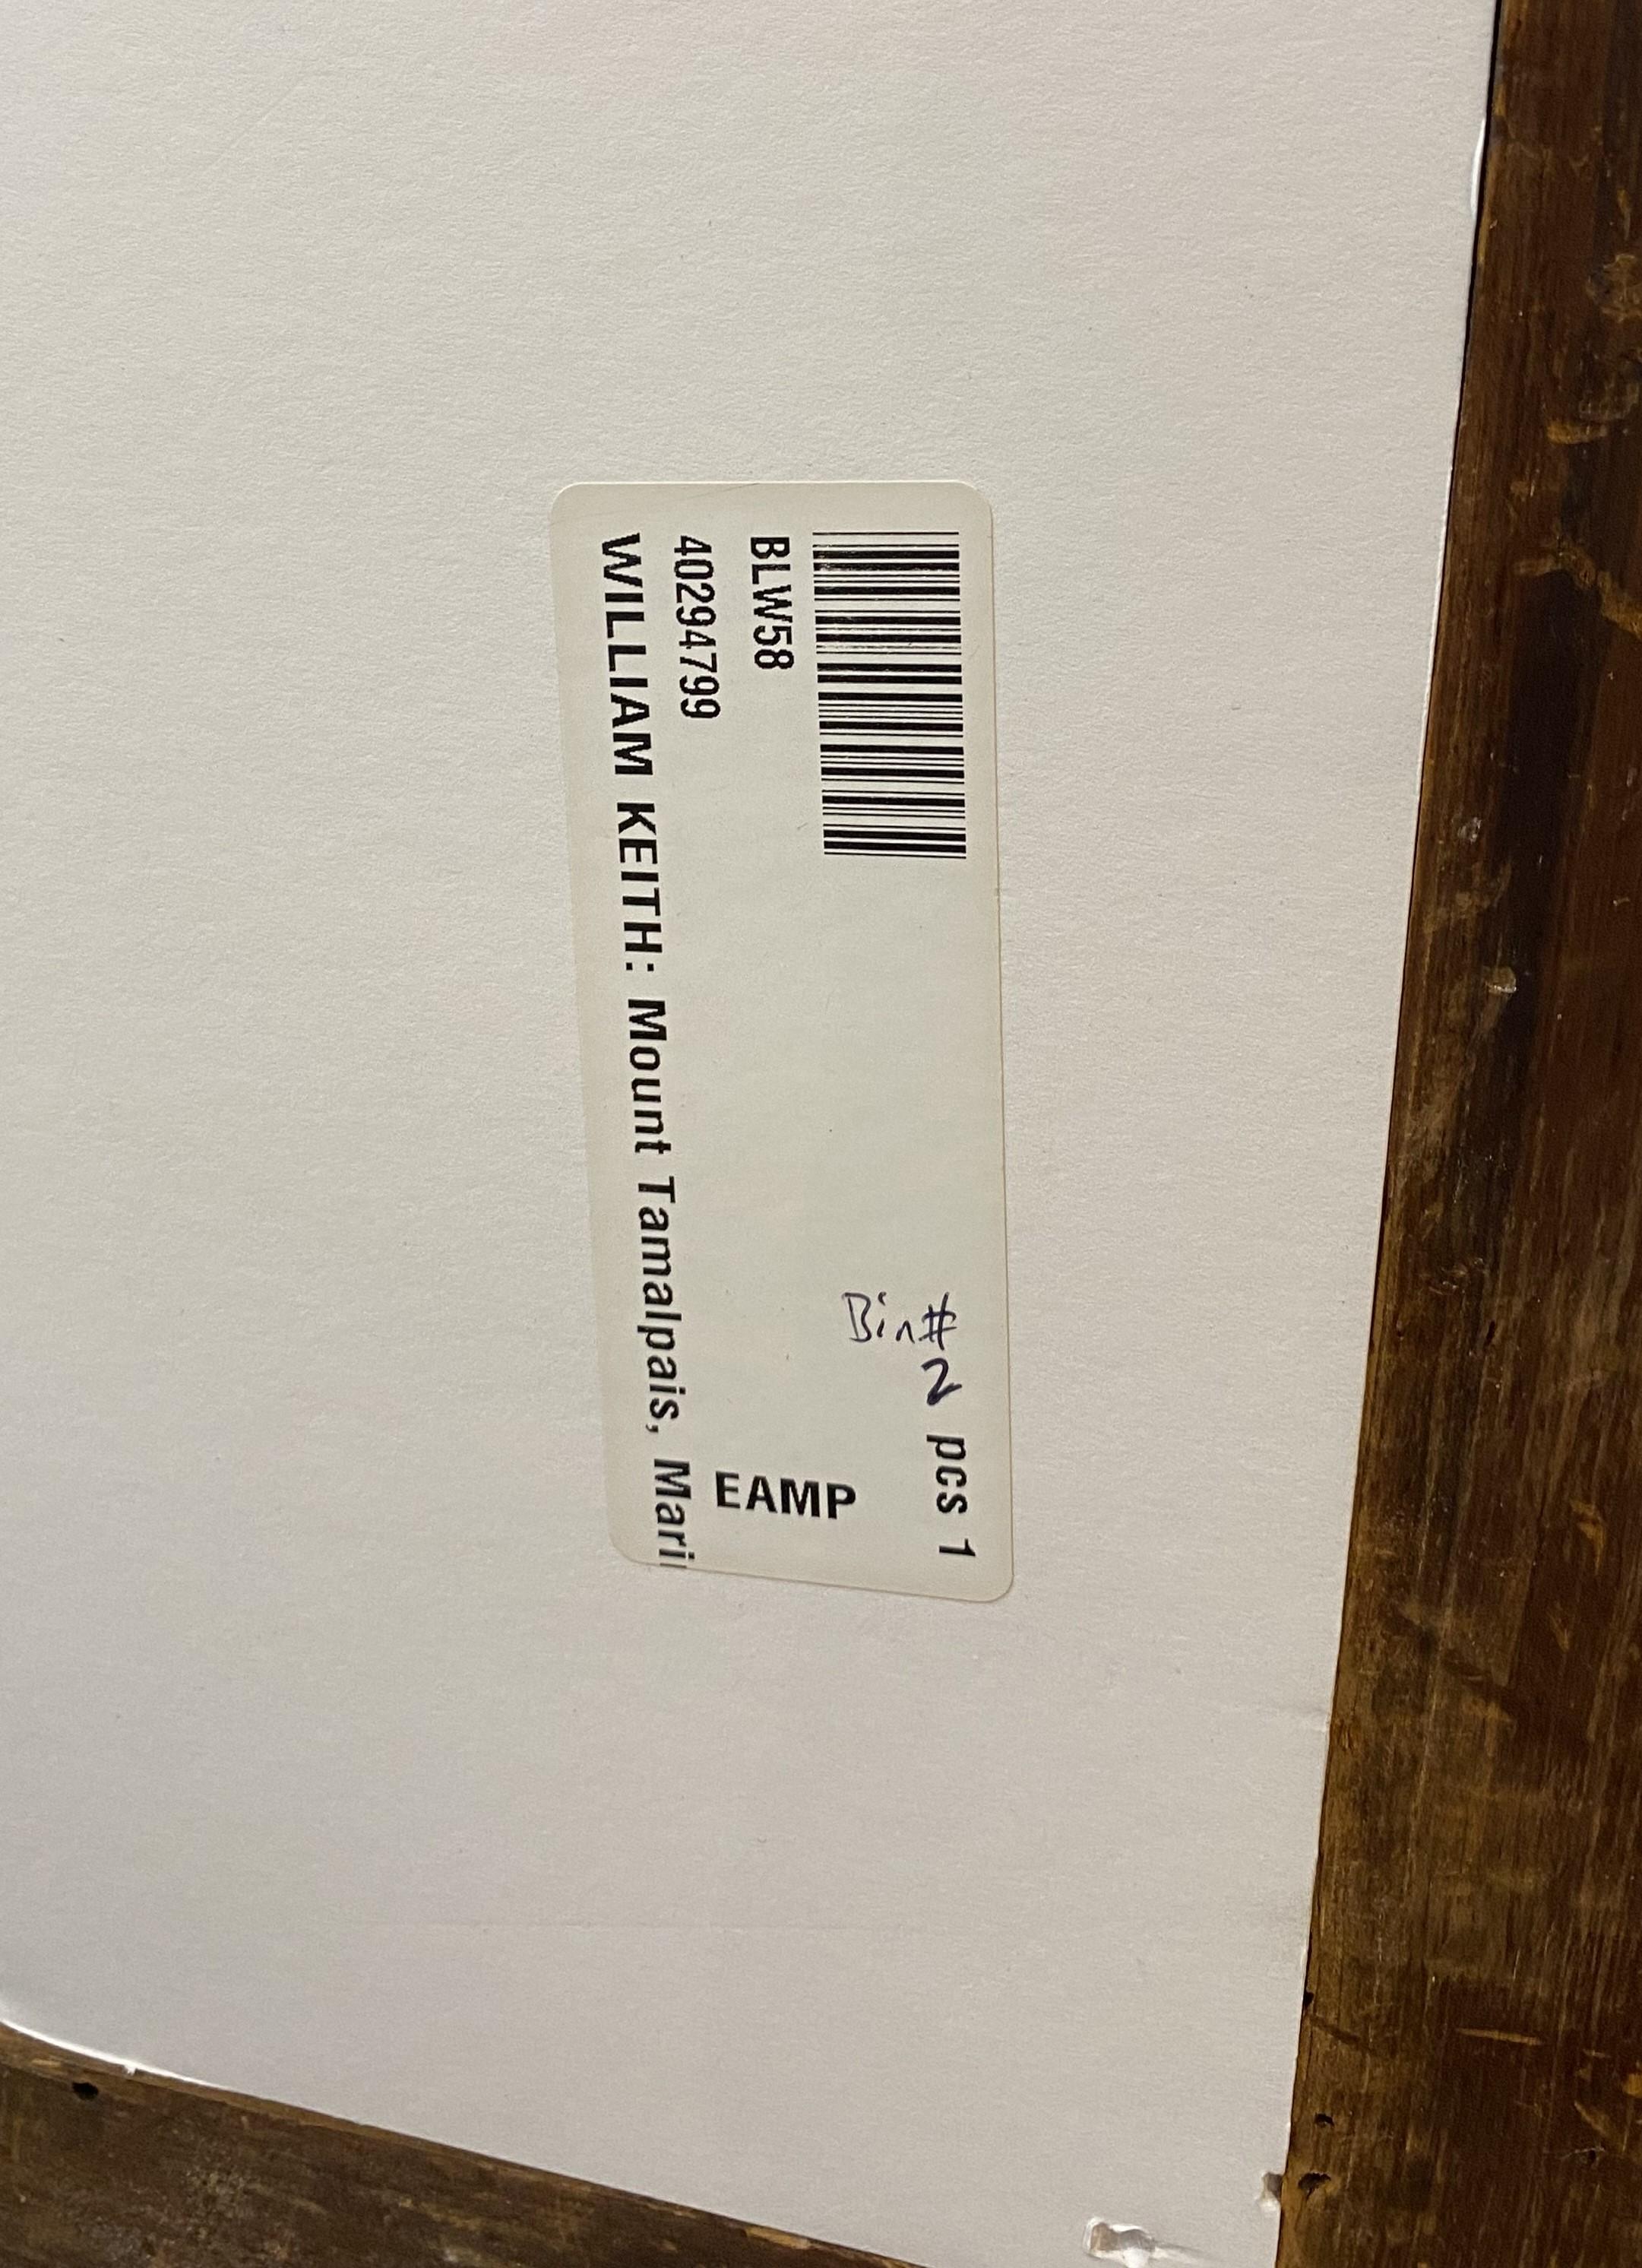 pcs 1
Bin#
2
BLW58
EAMP
40294799
WILLIAM KEITH: Mount Tamalpais, Mari